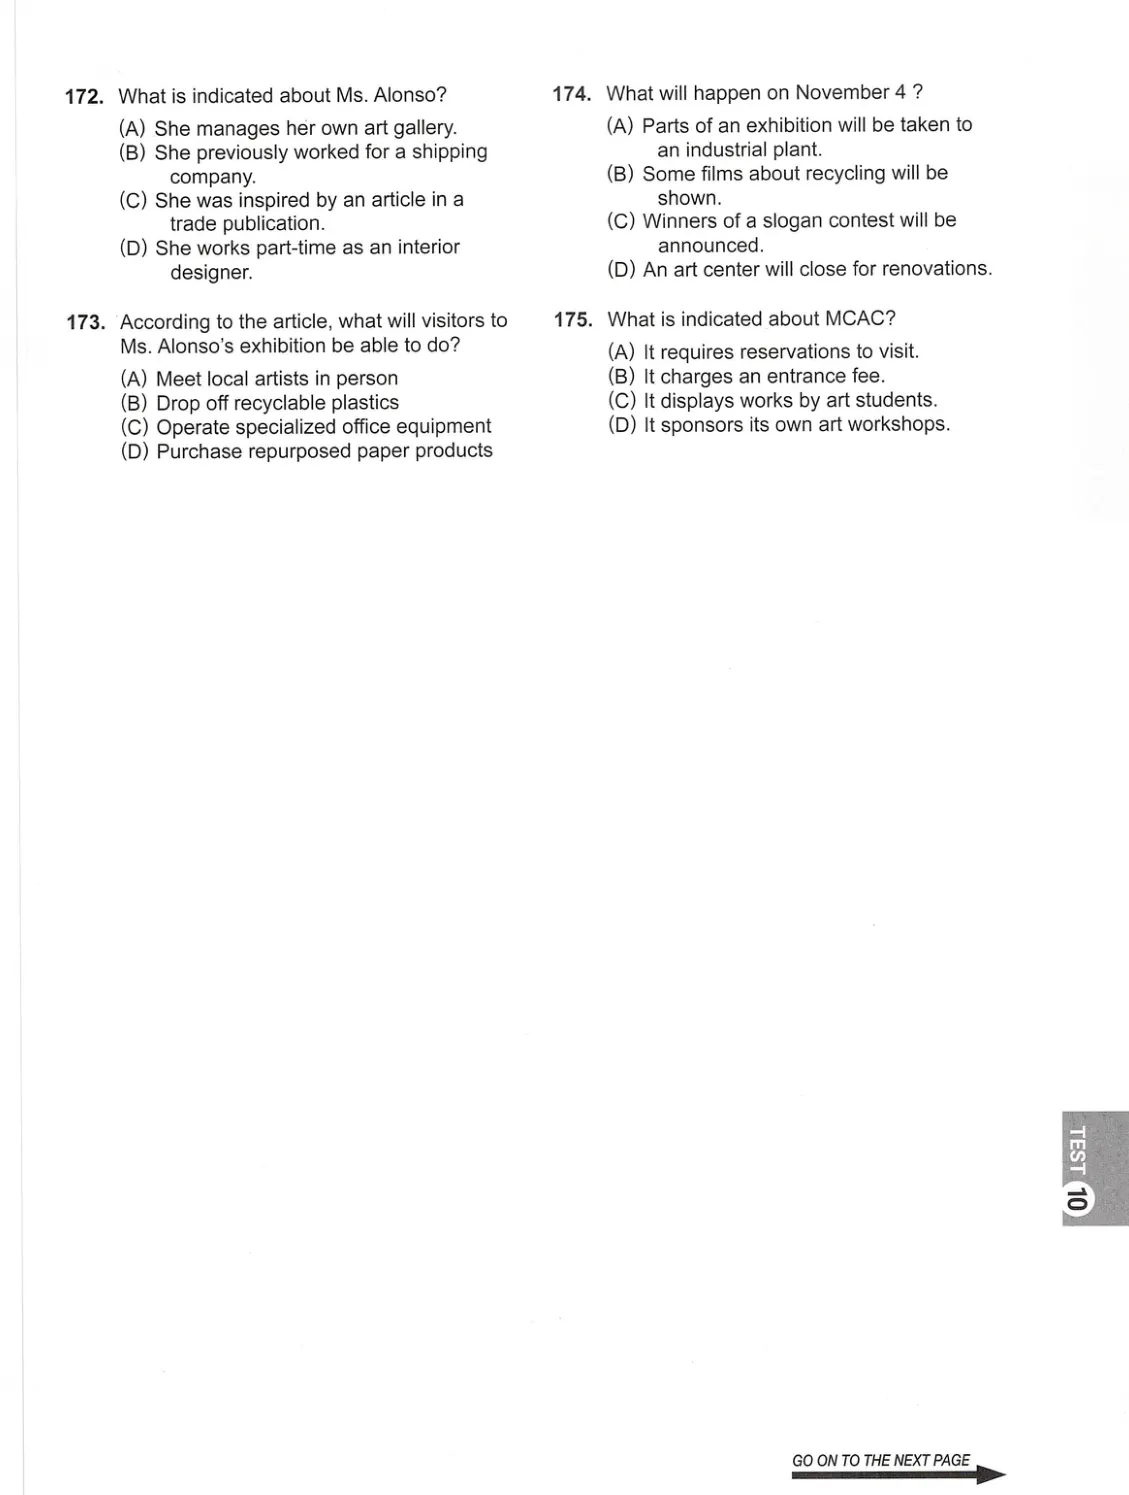 172. What is indicated about Ms. Alonso?
(A) She manages her own art gallery.
(B) She previously worked for a shipping
company.
(C) She was inspired by an article in a
trade publication.
(D) She works part-time as an interior
designer.
173. According to the article, what will visitors to
Ms. Alonso's exhibition be able to do?
(A) Meet local artists in person
(B) Drop off recyclable plastics
(C) Operate specialized office equipment
(D) Purchase repurposed paper products
174. What will happen on November 4 ?
(A) Parts of an exhibition will be taken to
an industrial plant.
(B) Some films about recycling will be
shown.
(C) Winners of a slogan contest will be
announced.
(D) An art center will close for renovations.
175. What is indicated about MCAC?
(A) It requires reservations to visit.
(B) It charges an entrance fee.
(C) It displays works by art students.
(D) It sponsors its own art workshops.
TEST 10
GO ON TO THE NEXT PAGE